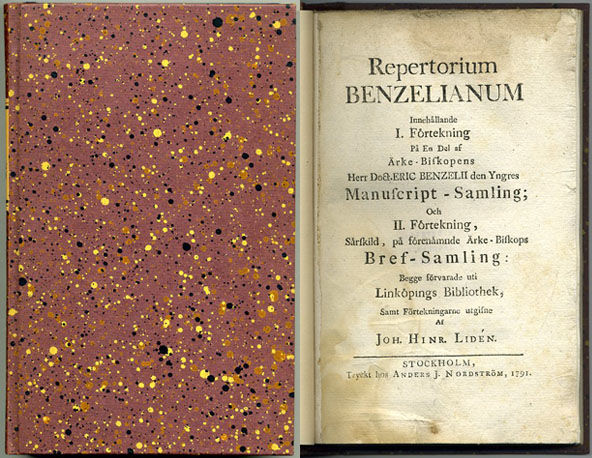 Repertorium
BENZELIANUM
Innehållande
I. Förtekning
På En Del af
Ärke-Biſkopens
Herr Doct. ERIC BENZELII den Yngres
Manuſcript-Samling;
Och
II. Förtekning,
Särſkild, på förenämnde Ärke-Biſkops
Bref-Samling:
Begge förvarade uti
Linköpings Bibliothek,
Samt Förtekningarne utgifne
Af
JOH. HINR. LIDÉN.
STOCKHOLM,
Tryckt hos ANDERS J. NORDSTRÖM, 1791.